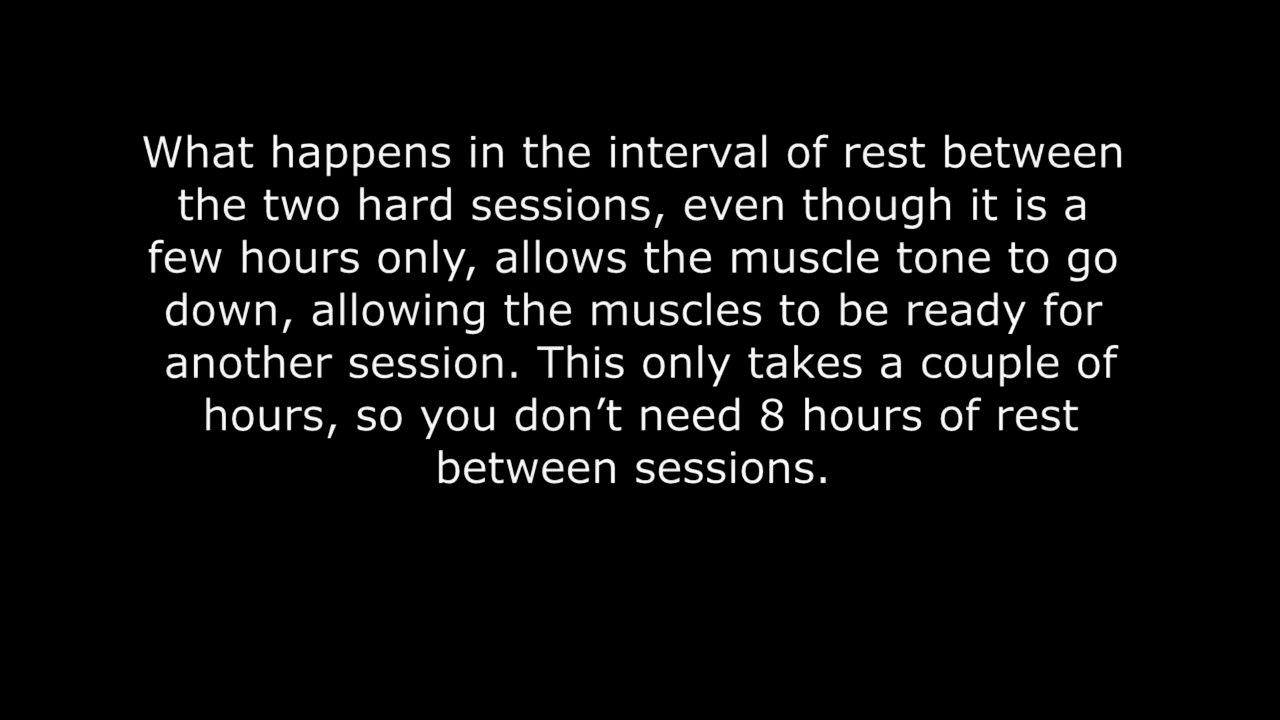 What happens in the interval of rest between
the two hard sessions, even though it is a
few hours only, allows the muscle tone to go
down, allowing the muscles to be ready for
another session. This only takes a couple of
hours, so you don’t need 8 hours of rest
between sessions.